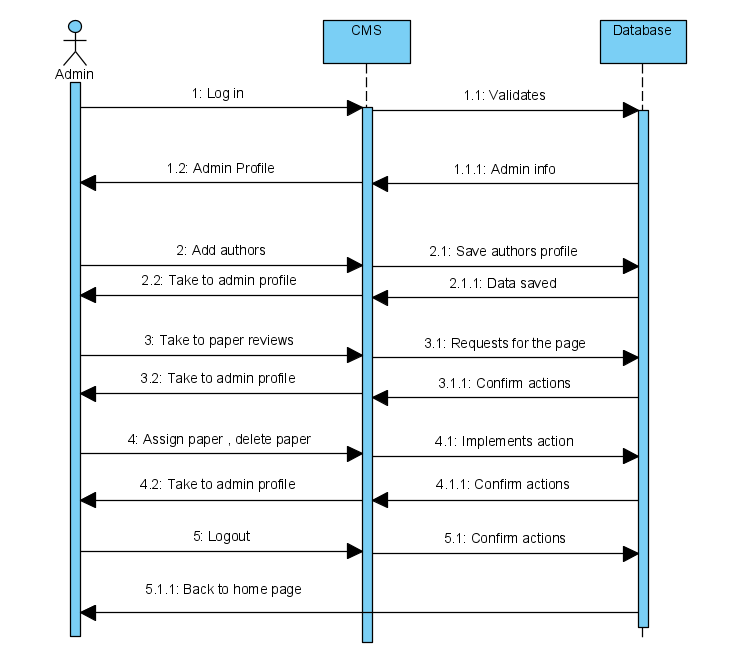 CMS
Database
Admin
1: Log in
1.1: Validates
1.2: Admin Profile
1.1.1: Admin info
2: Add authors
2.1: Save authors profile
2.2: Take to admin profile
2.1.1: Data saved
3: Take to paper reviews
3.1: Requests for the page
3.2: Take to admin profile
3.1.1: Confirm actions
4: Assign paper , delete paper
4.1: Implements action
4.2: Take to admin profile
4.1.1: Confirm actions
5: Logout
5.1: Confirm actions
5.1.1: Back to home page